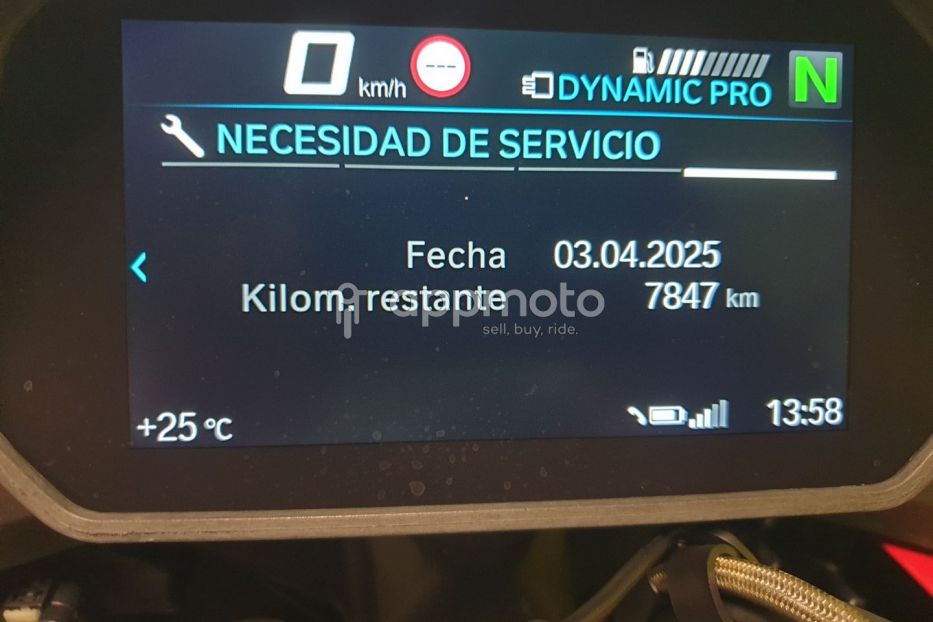 0 km/h
---
DYNAMIC PRO
N
NECESIDAD DE SERVICIO
Fecha 03.04.2025
Kilom. restante 7847 km
appmoto
sell, buy, ride.
+25 °C
13:58